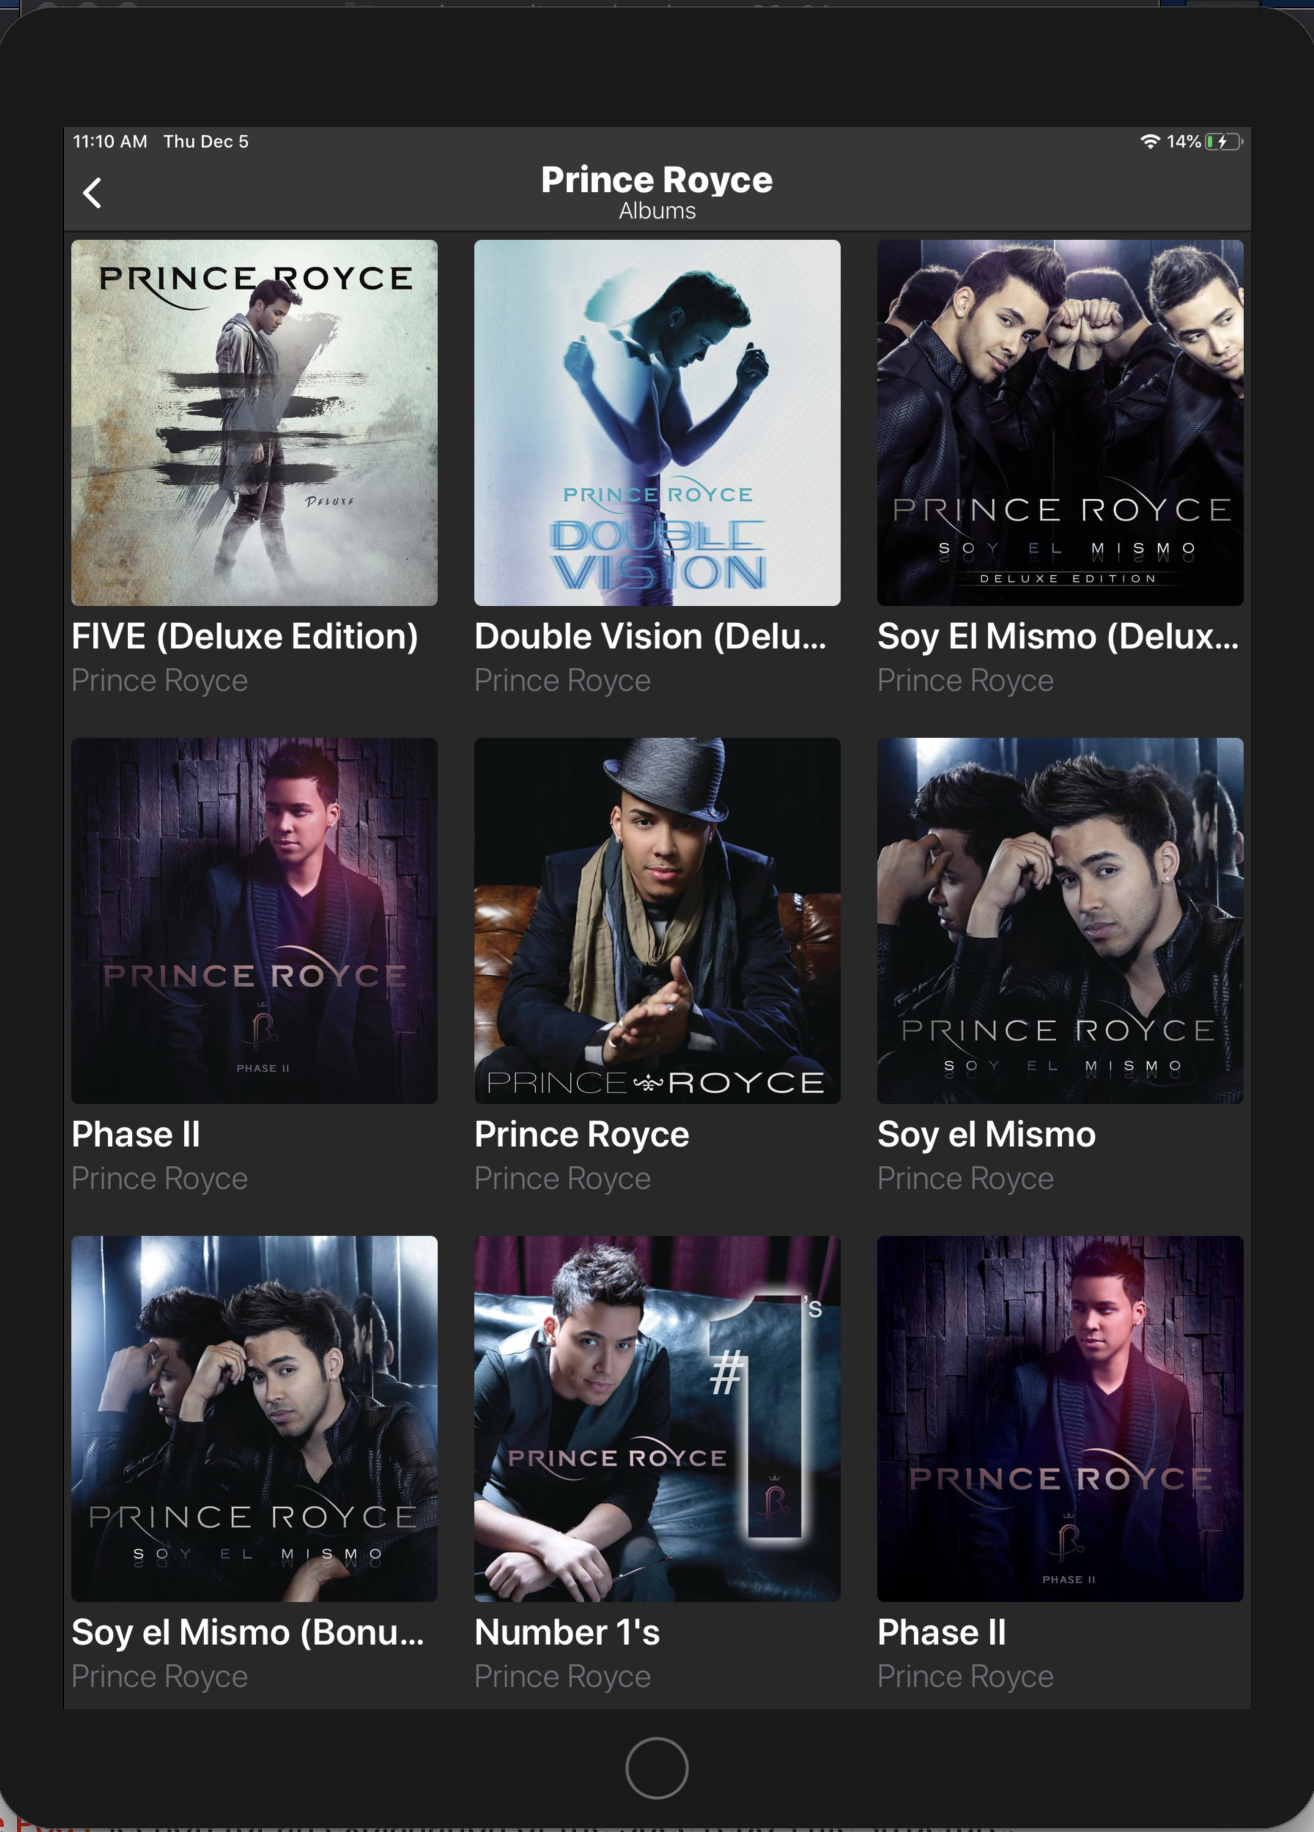 11:10 AM Thu Dec 5
14%
Prince Royce
Albums
PRINCE ROYCE
DELUXE
PRINCE ROYCE
DOUBLE
VISION
PRINCE ROYCE
SOY EL MISMO
DELUXE EDITION
FIVE (Deluxe Edition)
Prince Royce
Double Vision (Delu...
Prince Royce
Soy El Mismo (Delux...
Prince Royce
PRINCE ROYCE
PHASE II
PRINCE ROYCE
PRINCE ROYCE
SOY EL MISMO
Phase II
Prince Royce
Prince Royce
Prince Royce
Soy el Mismo
Prince Royce
PRINCE ROYCE
SOY EL MISMO
#1's
PRINCE ROYCE
PRINCE ROYCE
PHASE II
Soy el Mismo (Bonu...
Prince Royce
Number 1's
Prince Royce
Phase II
Prince Royce